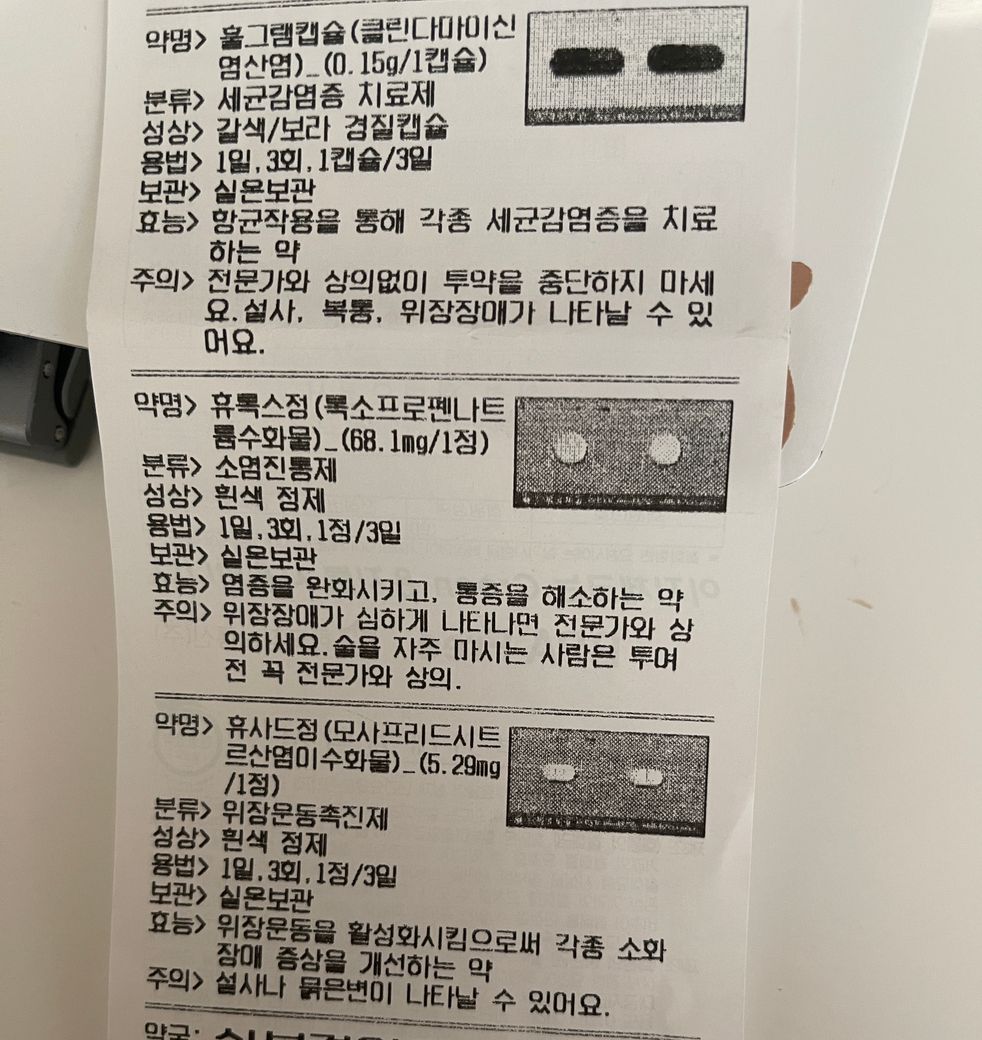 약명> 훌그램캡슐(클린다마이신
염산염)_(0.15g/1캡슐)
분류> 세균감염증 치료제
성상> 갈색/보라 경질캡슐
용법> 1일,3회,1캡슐/3일
보관> 실온보관
효능> 항균작용을 통해 각종 세균감염증을 치료
하는 약
주의> 전문가와 상의없이 투약을 중단하지 마세
요.설사, 복통, 위장장애가 나타날 수 있
어요.
약명> 휴록스정(록소프로펜나트
륨수화물)_(68.1mg/1정)
분류> 소염진통제
성상> 흰색 정제
용법> 1일,3회,1정/3일
보관> 실온보관
효능> 염증을 완화시키고, 통증을 해소하는 약
주의> 위장장애가 심하게 나타나면 전문가와 상
의하세요.술을 자주 마시는 사람은 투여
전 꼭 전문가와 상의.
약명> 휴사드정(모사프리드시트
르산염이수화물)_(5.29mg
/1정)
분류> 위장운동촉진제
성상> 흰색 정제
용법> 1일,3회,1정/3일
보관> 실온보관
효능> 위장운동을 활성화시킴으로써 각종 소화
장애 증상을 개선하는 약
주의> 설사나 묽은변이 나타날 수 있어요.
약국: